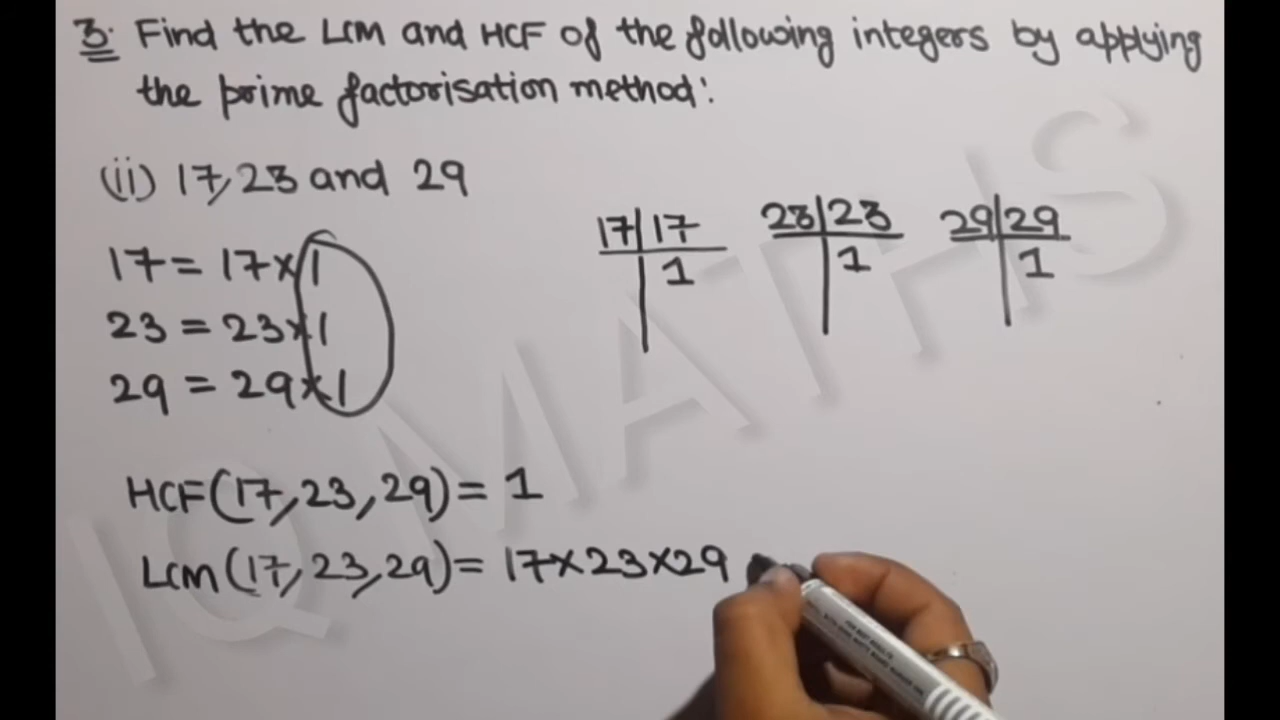 3. Find the LCM and HCF of the following integers by applying
the prime factorisation method:
(ii) 17, 23 and 29
17 = 17×1
23 = 23×1
29 = 29×1
17|17
1
23|23
1
29|29
1
HCF(17, 23, 29) = 1
Lcm(17, 23, 29) = 17×23×29
IQ MATHS